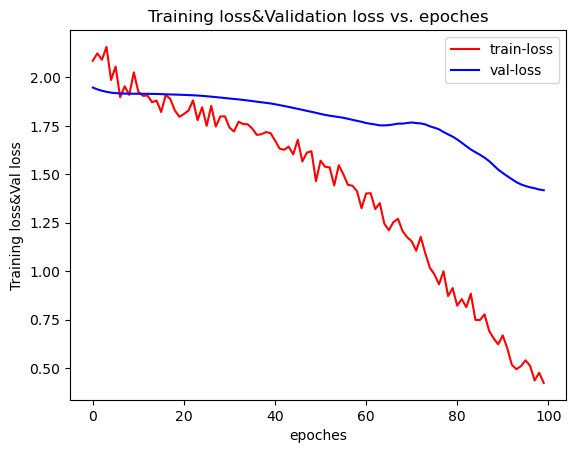 Training loss&Validation loss vs. epoches
train-loss
val-loss
Training loss&Val loss
2.00
1.75
1.50
1.25
1.00
0.75
0.50
0 20 40 60 80 100
epoches